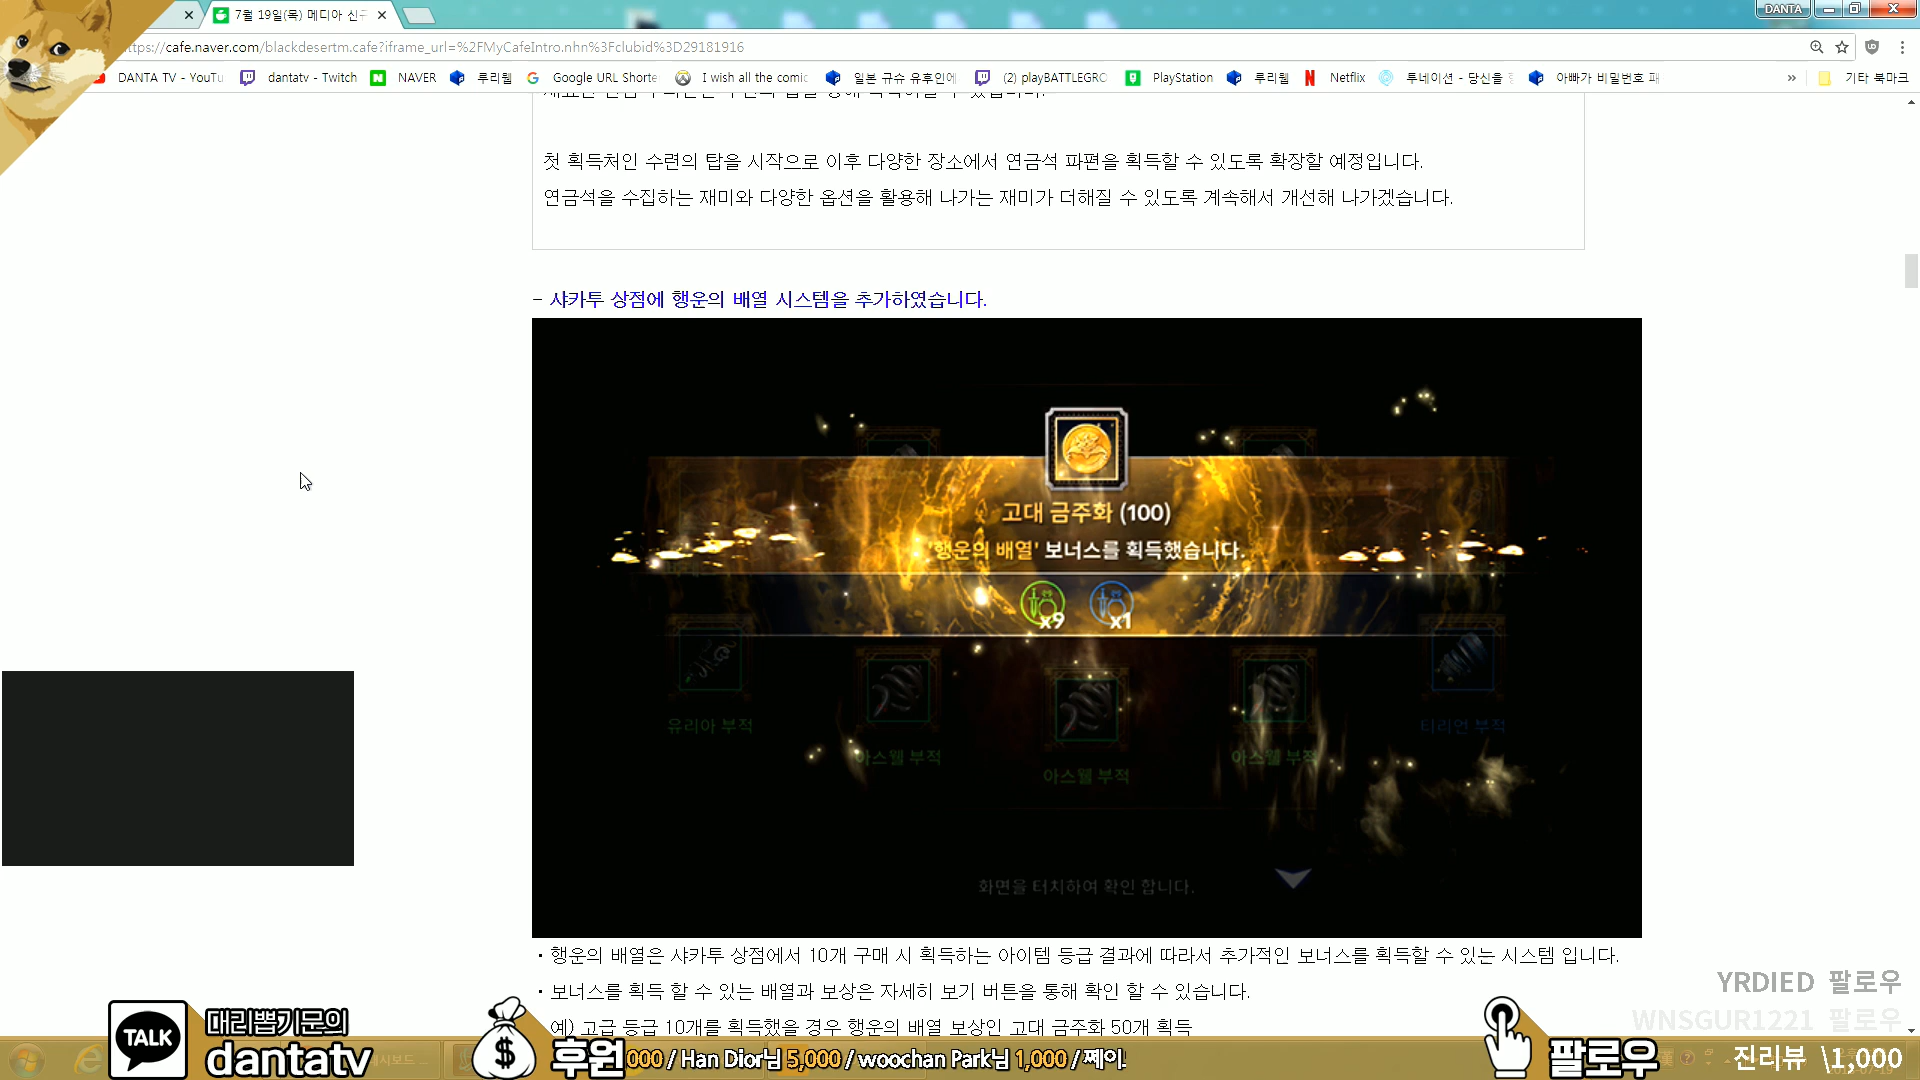 DANTA
7월 19일(목) 메디아 신규
https://cafe.naver.com/blackdesertm.cafe?iframe_url=%2FMyCafeIntro.nhn%3Fclubid%3D29181916
DANTA TV - YouTu
dantatv - Twitch
NAVER
루리웹
Google URL Shorte
I wish all the comic
일본 규슈 유후인에
(2) playBATTLEGRO
PlayStation
루리웹
Netflix
투네이션 - 당신을
아빠가 비밀번호 패
»
기타 북마크
첫 획득처인 수련의 탑을 시작으로 이후 다양한 장소에서 연금석 파편을 획득할 수 있도록 확장할 예정입니다.
연금석을 수집하는 재미와 다양한 옵션을 활용해 나가는 재미가 더해질 수 있도록 계속해서 개선해 나가겠습니다.
- 샤카투 상점에 행운의 배열 시스템을 추가하였습니다.
고대 금주화 (100)
'행운의 배열' 보너스를 획득했습니다.
x9
x1
유리아 부적
아스웰 부적
아스웰 부적
아스웰 부적
티리언 부적
화면을 터치하여 확인 합니다.
· 행운의 배열은 샤카투 상점에서 10개 구매 시 획득하는 아이템 등급 결과에 따라서 추가적인 보너스를 획득할 수 있는 시스템 입니다.
· 보너스를 획득 할 수 있는 배열과 보상은 자세히 보기 버튼을 통해 확인 할 수 있습니다.
예) 고급 등급 10개를 획득했을 경우 행운의 배열 보상인 고대 금주화 50개 획득
YRDIED 팔로우
WNSGUR1221 팔로우
TALK
대리뽑기문의
dantatv
$
후원
000 / Han Dior님 5,000 / woochan Park님 1,000 / 쩨이.
팔로우
진리뷰 \1,000